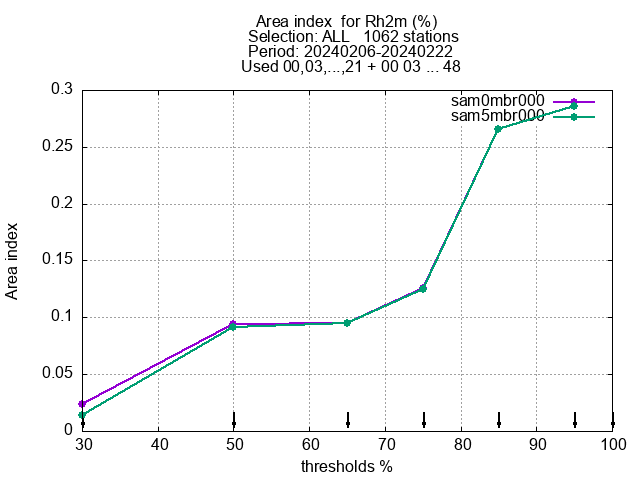 Area index  for Rh2m (%)
Selection: ALL   1062 stations
Period: 20240206-20240222
Used 00,03,...,21 + 00 03 ... 48
sam0mbr000
sam5mbr000
0.3
0.25
0.2
0.15
0.1
0.05
0
Area index
30 40 50 60 70 80 90 100
thresholds %